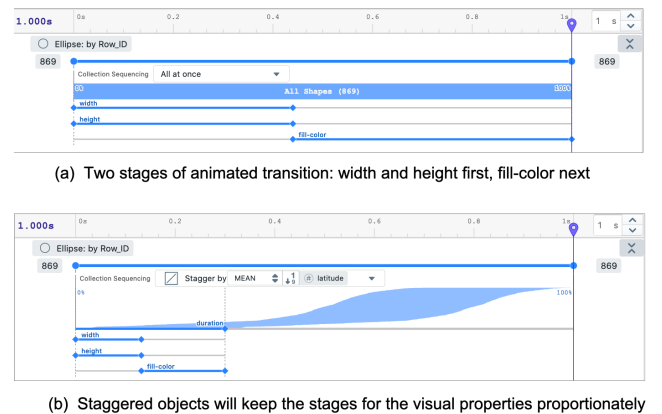 1.000s 0s 0.2 0.4 0.6 0.8 1s 1 s
Ellipse: by Row_ID
869 869
Collection Sequencing All at once
0% All Shapes (869) 100%
width
height
fill-color
(a) Two stages of animated transition: width and height first, fill-color next
1.000s 0s 0.2 0.4 0.6 0.8 1s 1 s
Ellipse: by Row_ID
869 869
Collection Sequencing Stagger by MEAN latitude
0% 100%
duration
width
height
fill-color
(b) Staggered objects will keep the stages for the visual properties proportionately